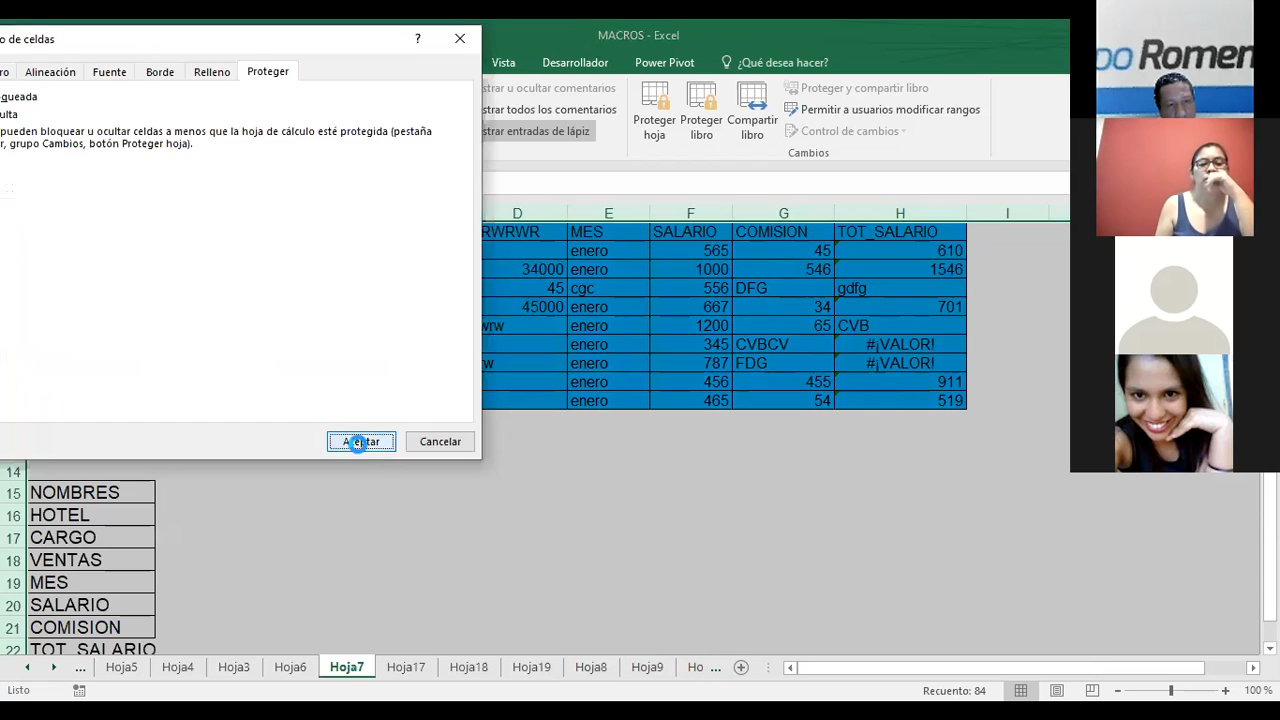 o de celdas
?
MACROS - Excel
ro Alineación Fuente Borde Relleno Proteger
Vista Desarrollador Power Pivot ¿Qué desea hacer?
queada
ulta
pueden bloquear u ocultar celdas a menos que la hoja de cálculo esté protegida (pestaña
r, grupo Cambios, botón Proteger hoja).
strar u ocultar comentarios
strar todos los comentarios
strar entradas de lápiz
Proteger hoja
Proteger libro
Compartir libro
Proteger y compartir libro
Permitir a usuarios modificar rangos
Control de cambios
Cambios
po Romen
D E F G H I
RWRWR MES SALARIO COMISION TOT_SALARIO
enero 565 45 610
34000 enero 1000 546 1546
45 cgc 556 DFG gdfg
45000 enero 667 34 701
wrw enero 1200 65 CVB
enero 345 CVBCV #¡VALOR!
w enero 787 FDG #¡VALOR!
enero 456 455 911
enero 465 54 519
Aceptar Cancelar
14
15 NOMBRES
16 HOTEL
17 CARGO
18 VENTAS
19 MES
20 SALARIO
21 COMISION
22 TOT_SALARIO
... Hoja5 Hoja4 Hoja3 Hoja6 Hoja7 Hoja17 Hoja18 Hoja19 Hoja8 Hoja9 Ho ...
Listo
Recuento: 84
100 %